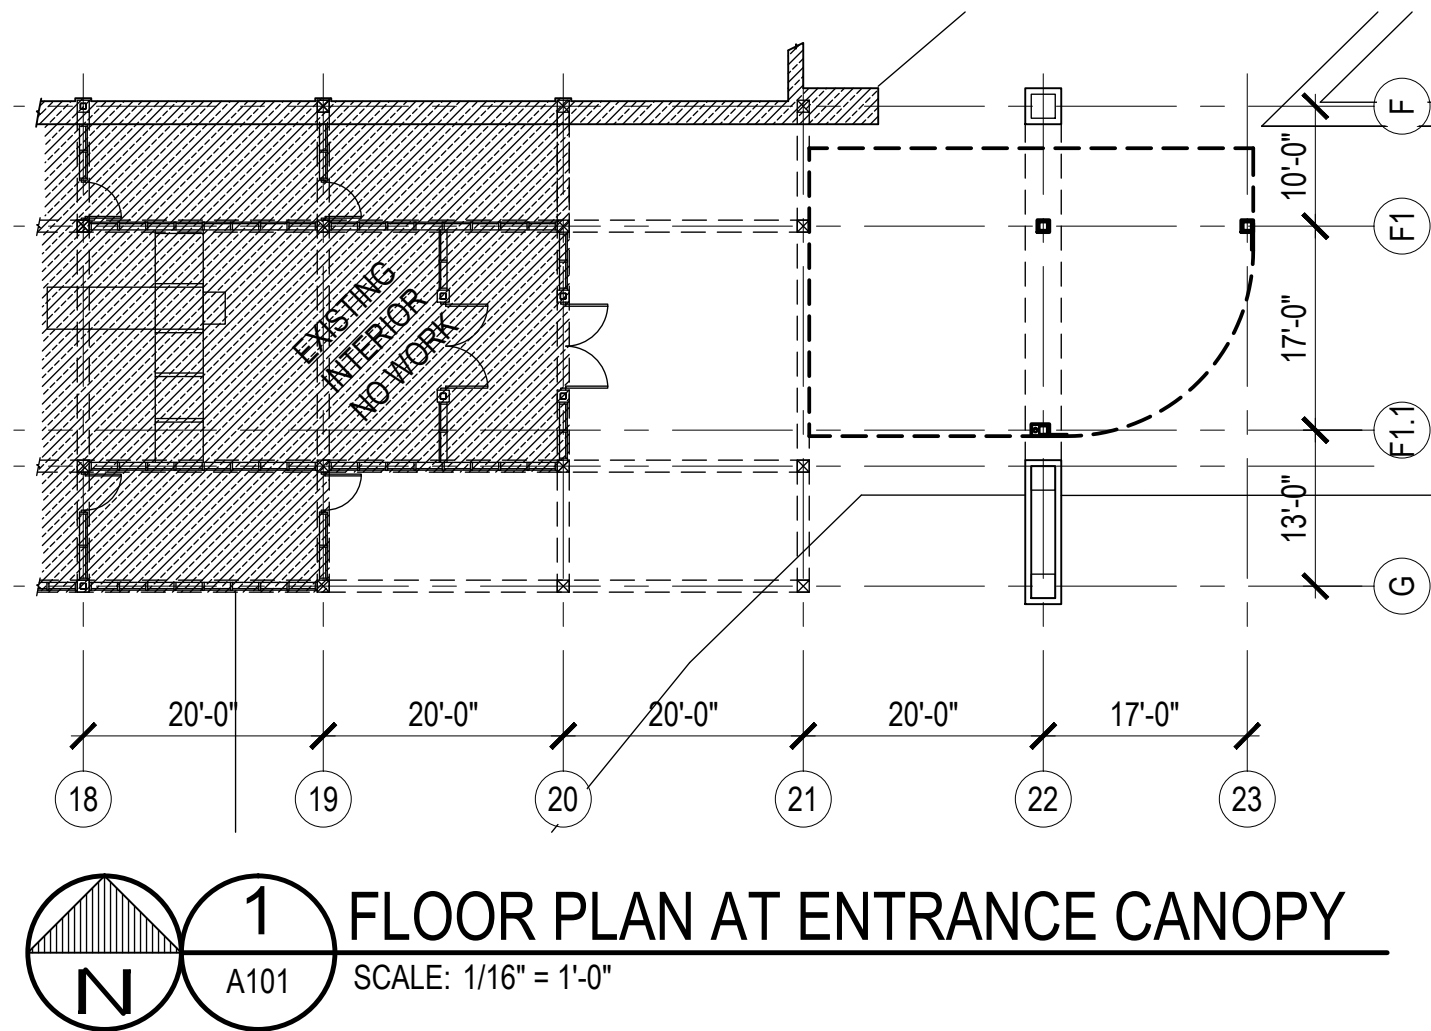 F
10'-0"
F1
EXISTING
INTERIOR
NO WORK
17'-0"
F1.1
13'-0"
G
20'-0" 20'-0" 20'-0" 20'-0" 17'-0"
18 19 20 21 22 23
N
1
A101
FLOOR PLAN AT ENTRANCE CANOPY
SCALE: 1/16" = 1'-0"